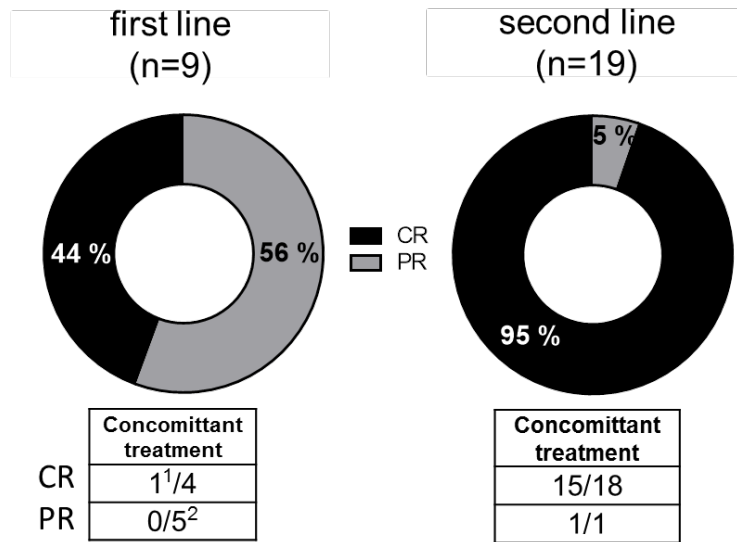 first line
(n=9)
second line
(n=19)
44 %
56 %
CR
PR
5 %
95 %
Concomittant
treatment
CR 1¹/4
PR 0/5²
Concomittant
treatment
15/18
1/1